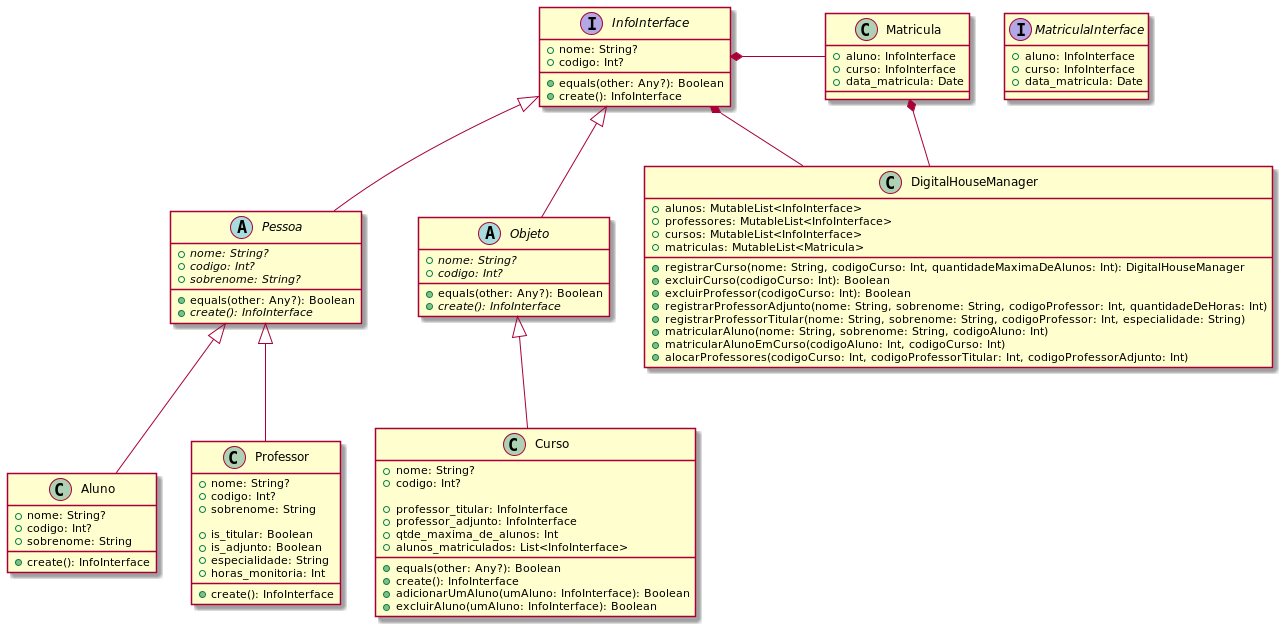 I InfoInterface
nome: String?
codigo: Int?
equals(other: Any?): Boolean
create(): InfoInterface
C Matricula
aluno: InfoInterface
curso: InfoInterface
data_matricula: Date
I MatriculaInterface
aluno: InfoInterface
curso: InfoInterface
data_matricula: Date
C DigitalHouseManager
alunos: MutableList<InfoInterface>
professores: MutableList<InfoInterface>
cursos: MutableList<InfoInterface>
matriculas: MutableList<Matricula>
registrarCurso(nome: String, codigoCurso: Int, quantidadeMaximaDeAlunos: Int): DigitalHouseManager
excluirCurso(codigoCurso: Int): Boolean
excluirProfessor(codigoCurso: Int): Boolean
registrarProfessorAdjunto(nome: String, sobrenome: String, codigoProfessor: Int, quantidadeDeHoras: Int)
registrarProfessorTitular(nome: String, sobrenome: String, codigoProfessor: Int, especialidade: String)
matricularAluno(nome: String, sobrenome: String, codigoAluno: Int)
matricularAlunoEmCurso(codigoAluno: Int, codigoCurso: Int)
alocarProfessores(codigoCurso: Int, codigoProfessorTitular: Int, codigoProfessorAdjunto: Int)
A Pessoa
nome: String?
codigo: Int?
sobrenome: String?
equals(other: Any?): Boolean
create(): InfoInterface
A Objeto
nome: String?
codigo: Int?
equals(other: Any?): Boolean
create(): InfoInterface
C Aluno
nome: String?
codigo: Int?
sobrenome: String
create(): InfoInterface
C Professor
nome: String?
codigo: Int?
sobrenome: String
is_titular: Boolean
is_adjunto: Boolean
especialidade: String
horas_monitoria: Int
create(): InfoInterface
C Curso
nome: String?
codigo: Int?
professor_titular: InfoInterface
professor_adjunto: InfoInterface
qtde_maxima_de_alunos: Int
alunos_matriculados: List<InfoInterface>
equals(other: Any?): Boolean
create(): InfoInterface
adicionarUmAluno(umAluno: InfoInterface): Boolean
excluirAluno(umAluno: InfoInterface): Boolean